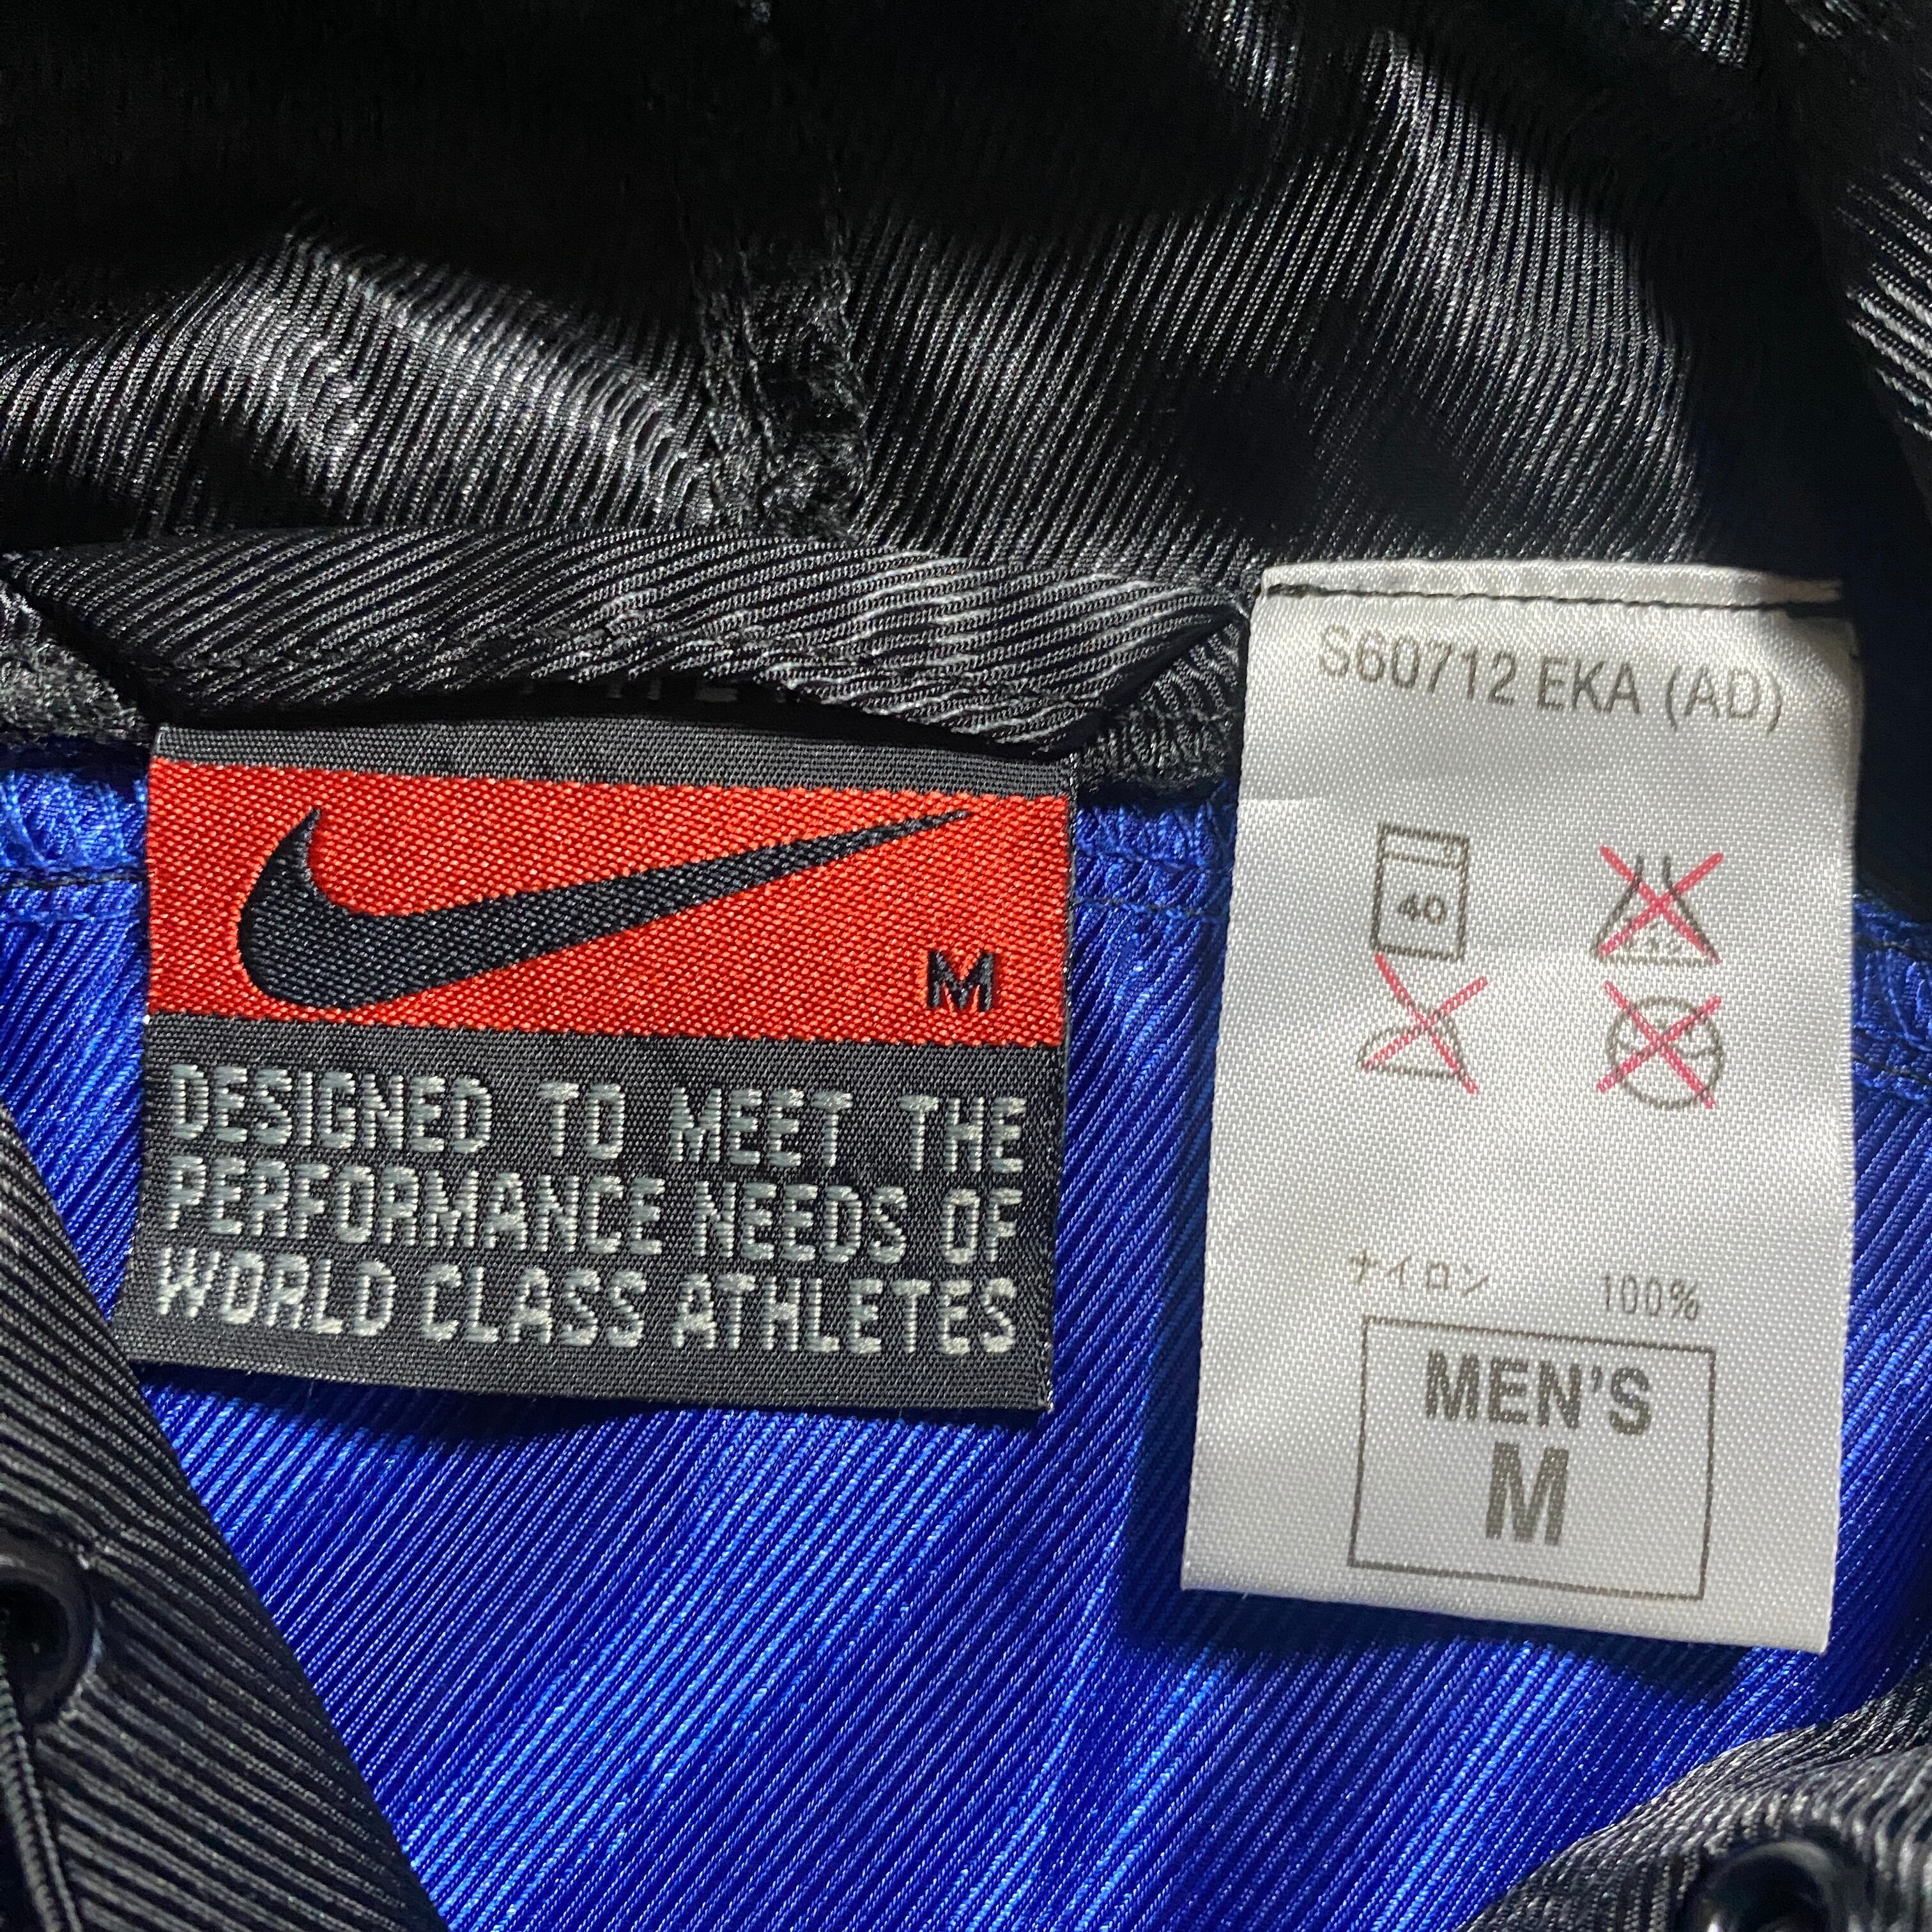 M
DESIGNED TO MEET THE
PERFORMANCE NEEDS OF
WORLD CLASS ATHLETES
S60712 EKA (AD)
40
ナイロン 100%
MEN'S
M